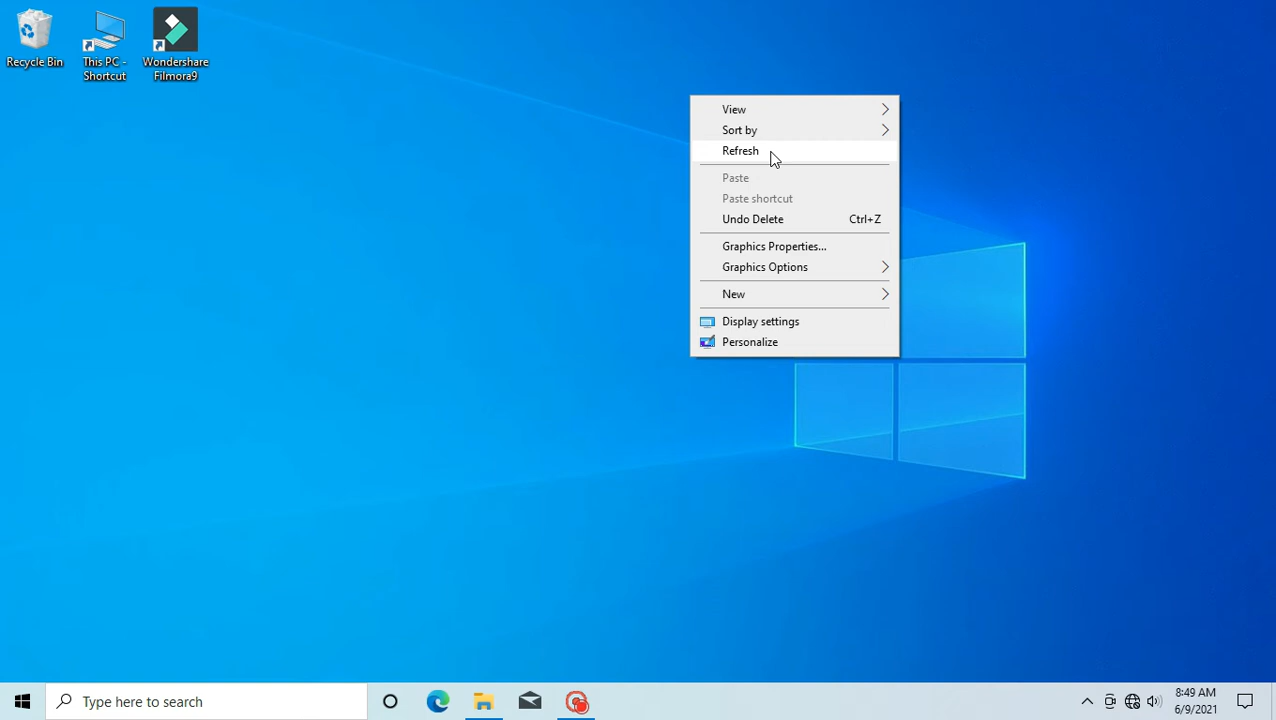 Recycle Bin
This PC -
Shortcut
Wondershare
Filmora9
View
Sort by
Refresh
Paste
Paste shortcut
Undo Delete Ctrl+Z
Graphics Properties...
Graphics Options
New
Display settings
Personalize
Type here to search
8:49 AM
6/9/2021